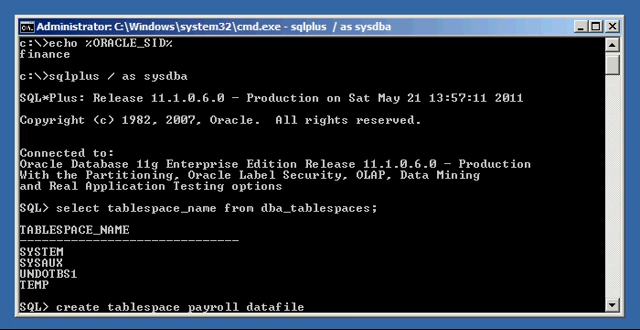 Administrator: C:\Windows\system32\cmd.exe - sqlplus / as sysdba
c:\>echo %ORACLE_SID%
finance
c:\>sqlplus / as sysdba
SQL*Plus: Release 11.1.0.6.0 - Production on Sat May 21 13:57:11 2011
Copyright (c) 1982, 2007, Oracle.  All rights reserved.
Connected to:
Oracle Database 11g Enterprise Edition Release 11.1.0.6.0 - Production
With the Partitioning, Oracle Label Security, OLAP, Data Mining
and Real Application Testing options
SQL> select tablespace_name from dba_tablespaces;
TABLESPACE_NAME
------------------------------
SYSTEM
SYSAUX
UNDOTBS1
TEMP
SQL> create tablespace payroll datafile